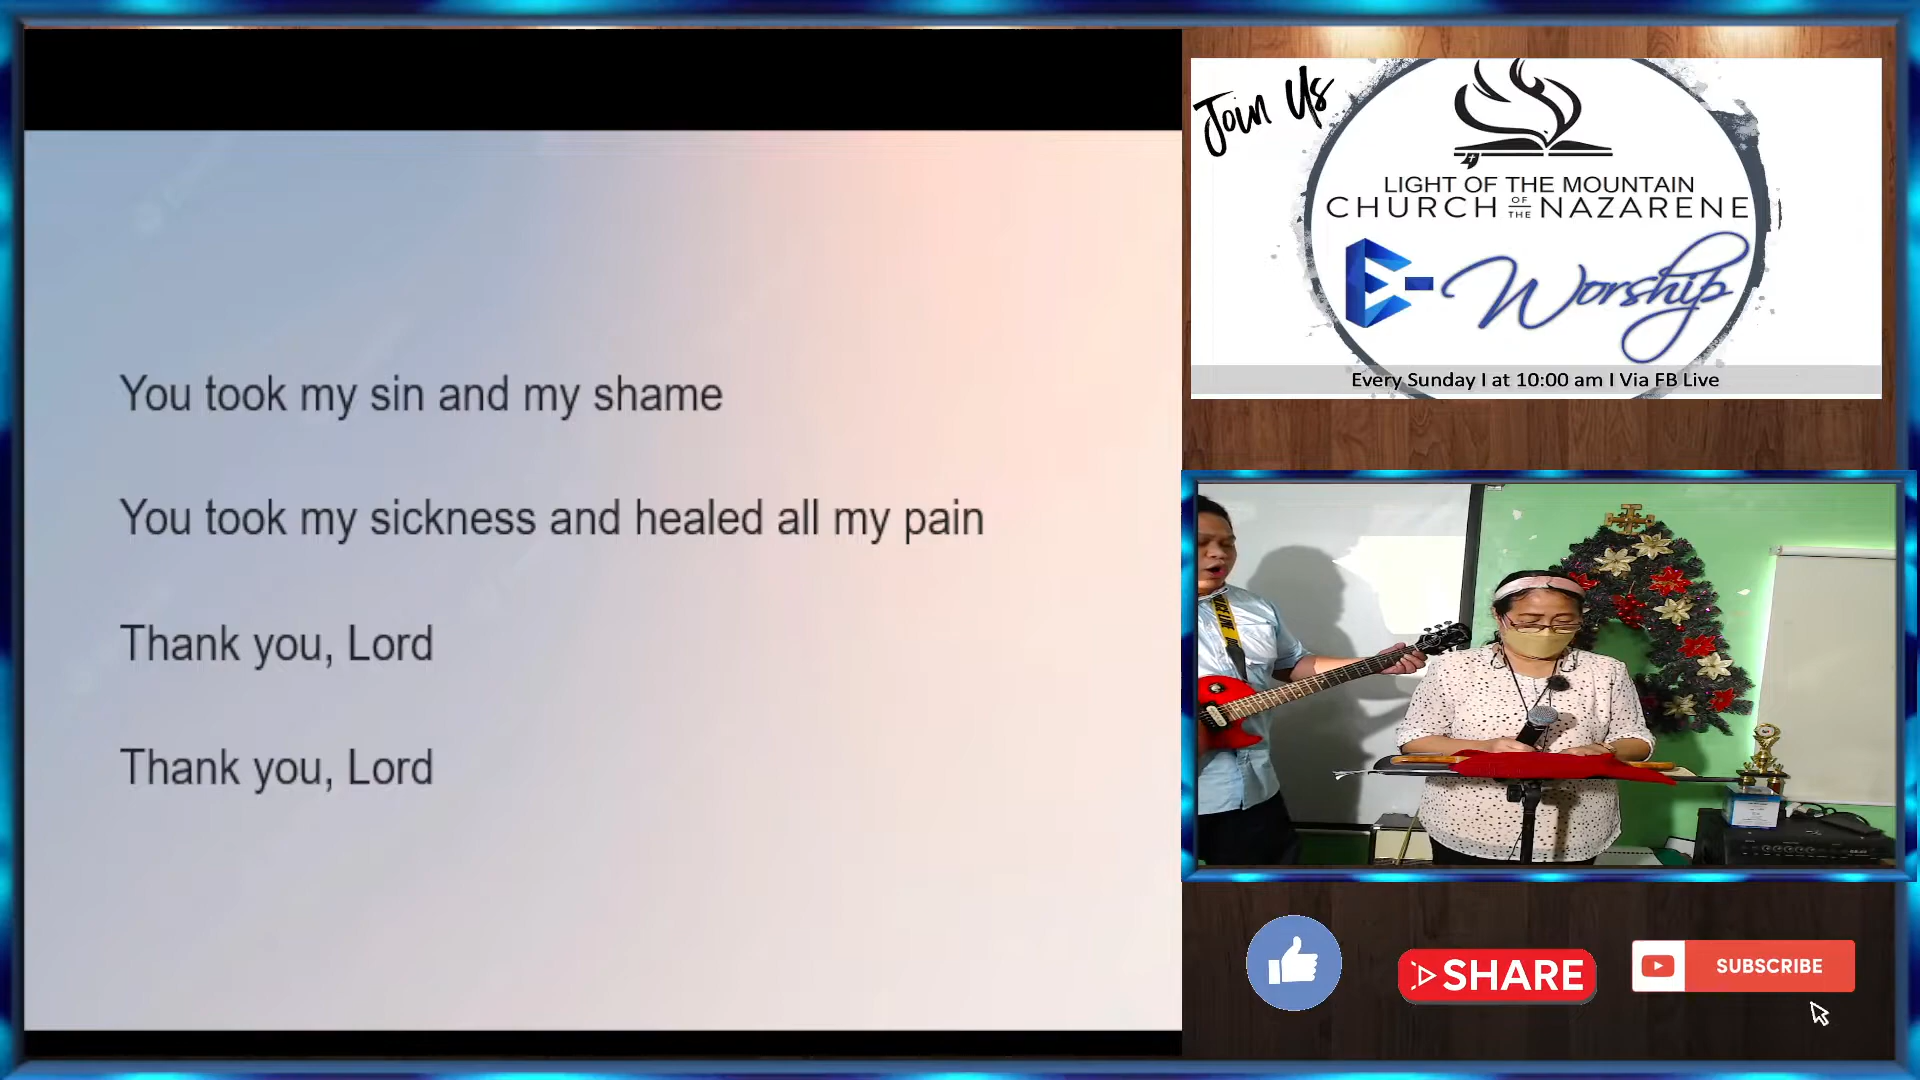 You took my sin and my shame
You took my sickness and healed all my pain
Thank you, Lord
Thank you, Lord
Join Us
LIGHT OF THE MOUNTAIN
CHURCH OF THE NAZARENE
E-Worship
Every Sunday I at 10:00 am I Via FB Live
SHARE
SUBSCRIBE